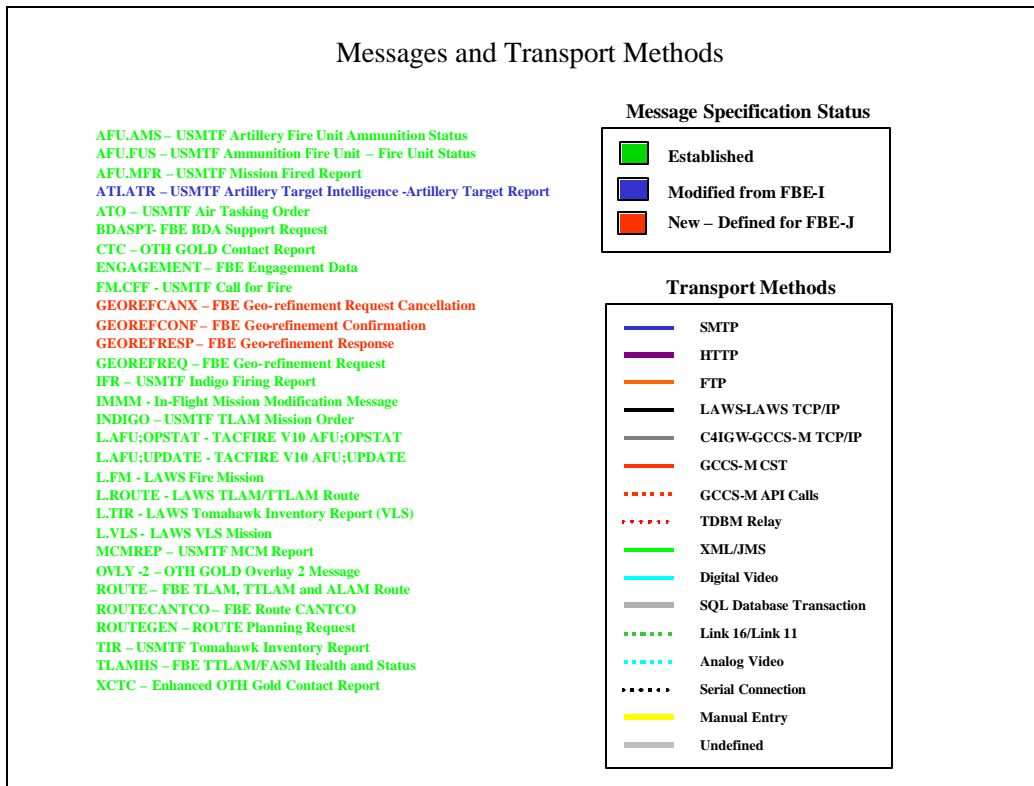 Messages and Transport Methods
AFU.AMS – USMTF Artillery Fire Unit Ammunition Status
AFU.FUS – USMTF Ammunition Fire Unit – Fire Unit Status
AFU.MFR – USMTF Mission Fired Report
ATI.ATR – USMTF Artillery Target Intelligence -Artillery Target Report
ATO – USMTF Air Tasking Order
BDASPT- FBE BDA Support Request
CTC – OTH GOLD Contact Report
ENGAGEMENT – FBE Engagement Data
FM.CFF - USMTF Call for Fire
GEOREFCANX – FBE Geo-refinement Request Cancellation
GEOREFCONF – FBE Geo-refinement Confirmation
GEOREFRESP – FBE Geo-refinement Response
GEOREFREQ – FBE Geo-refinement Request
IFR – USMTF Indigo Firing Report
IMMM - In-Flight Mission Modification Message
INDIGO – USMTF TLAM Mission Order
L.AFU;OPSTAT - TACFIRE V10 AFU;OPSTAT
L.AFU;UPDATE - TACFIRE V10 AFU;UPDATE
L.FM - LAWS Fire Mission
L.ROUTE - LAWS TLAM/TTLAM Route
L.TIR - LAWS Tomahawk Inventory Report (VLS)
L.VLS - LAWS VLS Mission
MCMREP – USMTF MCM Report
OVLY -2 – OTH GOLD Overlay 2 Message
ROUTE – FBE TLAM, TTLAM and ALAM Route
ROUTECANTCO – FBE Route CANTCO
ROUTEGEN – ROUTE Planning Request
TIR – USMTF Tomahawk Inventory Report
TLAMHS – FBE TTLAM/FASM Health and Status
XCTC – Enhanced OTH Gold Contact Report
Message Specification Status
Established
Modified from FBE-I
New – Defined for FBE-J
Transport Methods
SMTP
HTTP
FTP
LAWS-LAWS TCP/IP
C4IGW-GCCS-M TCP/IP
GCCS-M CST
GCCS-M API Calls
TDBM Relay
XML/JMS
Digital Video
SQL Database Transaction
Link 16/Link 11
Analog Video
Serial Connection
Manual Entry
Undefined